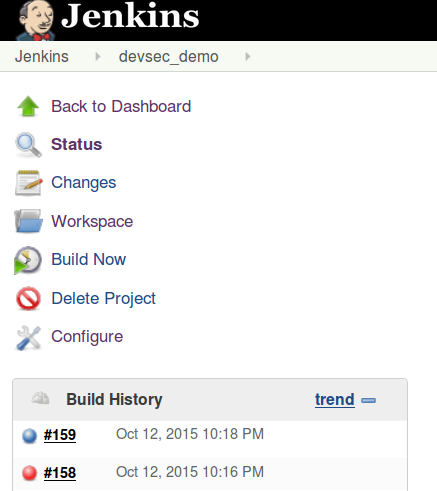 Jenkins
Jenkins devsec_demo
Back to Dashboard
Status
Changes
Workspace
Build Now
Delete Project
Configure
Build History trend
#159 Oct 12, 2015 10:18 PM
#158 Oct 12, 2015 10:16 PM